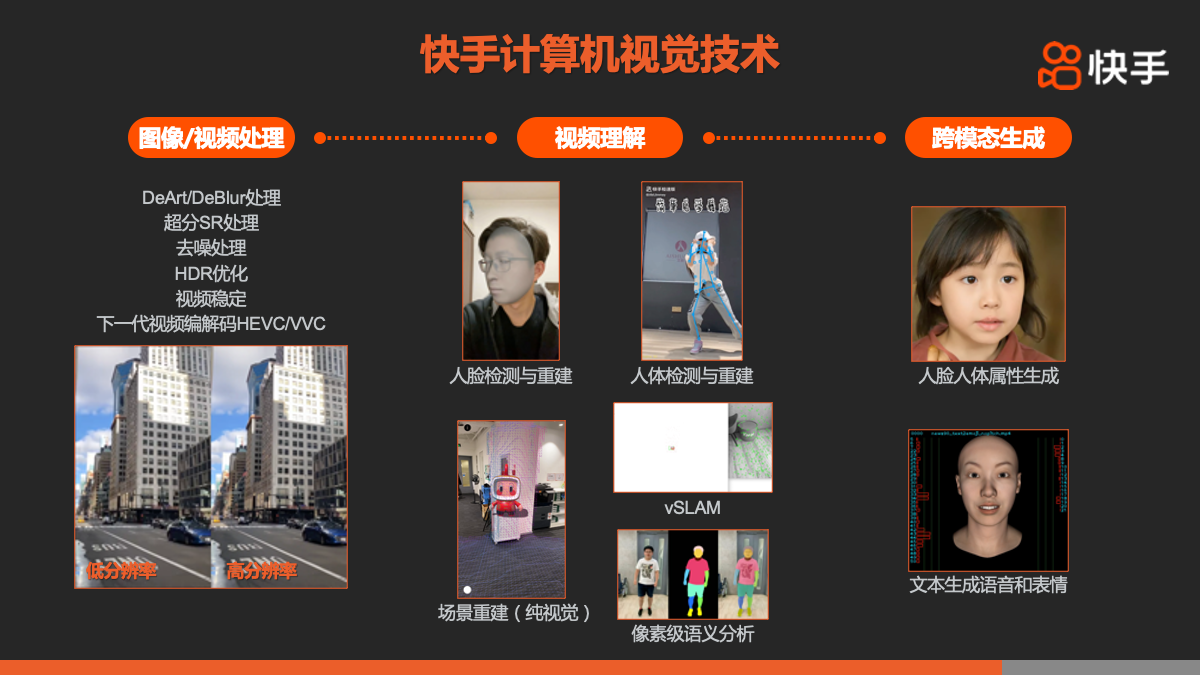 快手计算机视觉技术
快手
图像/视频处理
视频理解
跨模态生成
DeArt/DeBlur处理
超分SR处理
去噪处理
HDR优化
视频稳定
下一代视频编解码HEVC/VVC
低分辨率
高分辨率
人脸检测与重建
人体检测与重建
场景重建（纯视觉）
vSLAM
像素级语义分析
人脸人体属性生成
文本生成语音和表情